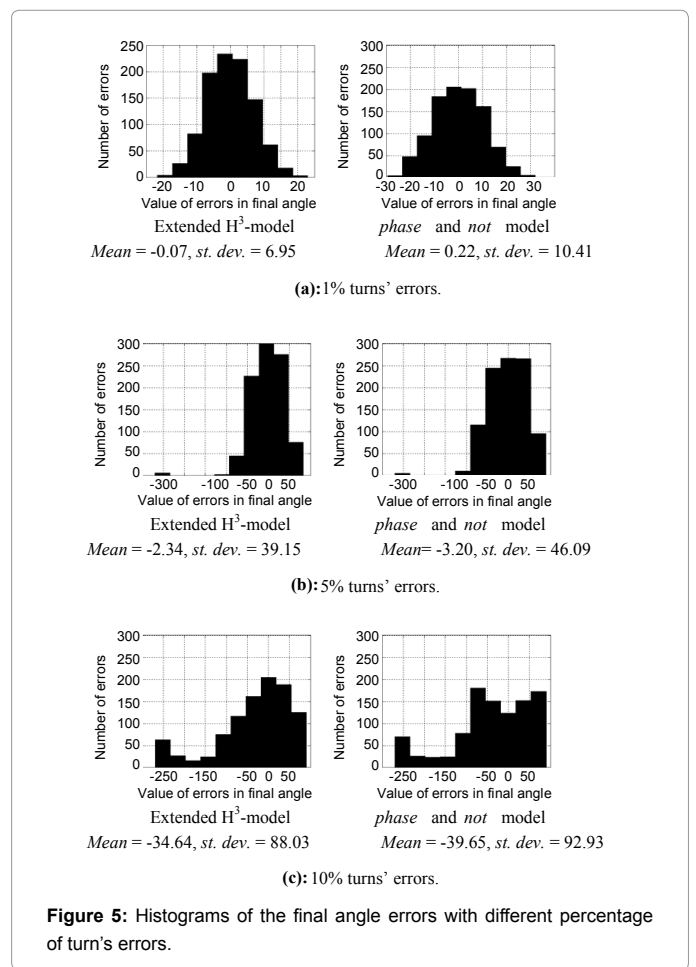 250
200
150
100
50
0
Number of errors
-20 -10 0 10 20
Value of errors in final angle
Extended H³-model
Mean = -0.07, st. dev. = 6.95
300
250
200
150
100
50
0
Number of errors
-30 -20 -10 0 10 20 30
Value of errors in final angle
phase and not model
Mean = 0.22, st. dev. = 10.41
(a): 1% turns’ errors.
300
250
200
150
100
50
0
Number of errors
-300 -100 -50 0 50
Value of errors in final angle
Extended H³-model
Mean = -2.34, st. dev. = 39.15
300
250
200
150
100
50
0
Number of errors
-300 -100 -50 0 50
Value of errors in final angle
phase and not model
Mean= -3.20, st. dev. = 46.09
(b): 5% turns’ errors.
300
250
200
150
100
50
0
Number of errors
-250 -150 -50 0 50
Value of errors in final angle
Extended H³-model
Mean = -34.64, st. dev. = 88.03
300
250
200
150
100
50
0
Number of errors
-250 -150 -50 0 50
Value of errors in final angle
phase and not model
Mean = -39.65, st. dev. = 92.93
(c): 10% turns’ errors.
Figure 5: Histograms of the final angle errors with different percentage
of turn’s errors.